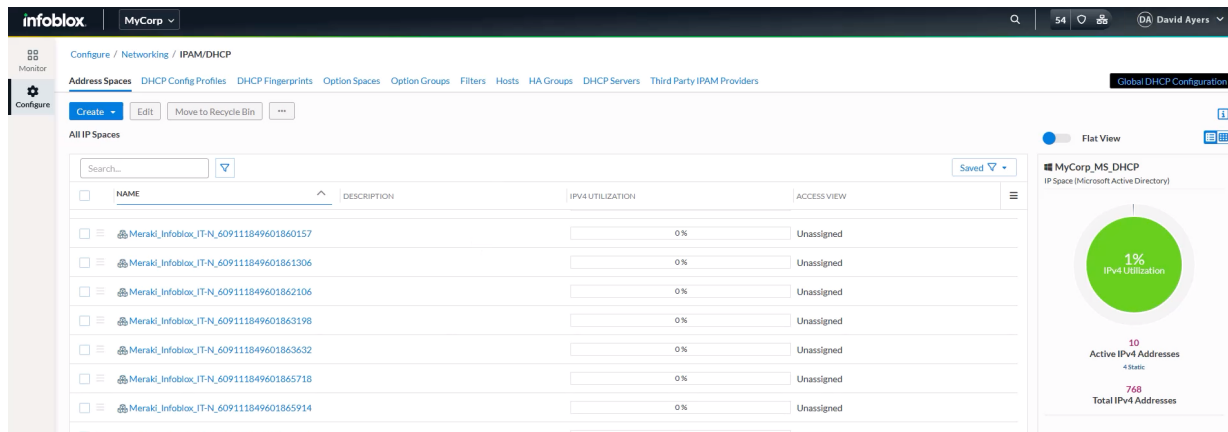 infoblox. MyCorp 54 DA David Ayers
Monitor
Configure
Configure / Networking / IPAM/DHCP
Address Spaces DHCP Config Profiles DHCP Fingerprints Option Spaces Option Groups Filters Hosts HA Groups DHCP Servers Third Party IPAM Providers
Global DHCP Configuration
Create Edit Move to Recycle Bin ...
All IP Spaces
Flat View
Search... Saved
NAME DESCRIPTION IPV4 UTILIZATION ACCESS VIEW
Meraki_Infoblox_IT-N_609111849601860157 0 % Unassigned
Meraki_Infoblox_IT-N_609111849601861306 0 % Unassigned
Meraki_Infoblox_IT-N_609111849601862106 0 % Unassigned
Meraki_Infoblox_IT-N_609111849601863198 0 % Unassigned
Meraki_Infoblox_IT-N_609111849601863632 0 % Unassigned
Meraki_Infoblox_IT-N_609111849601865718 0 % Unassigned
Meraki_Infoblox_IT-N_609111849601865914 0 % Unassigned
MyCorp_MS_DHCP
IP Space (Microsoft Active Directory)
1%
IPv4 Utilization
10
Active IPv4 Addresses
4 Static
768
Total IPv4 Addresses